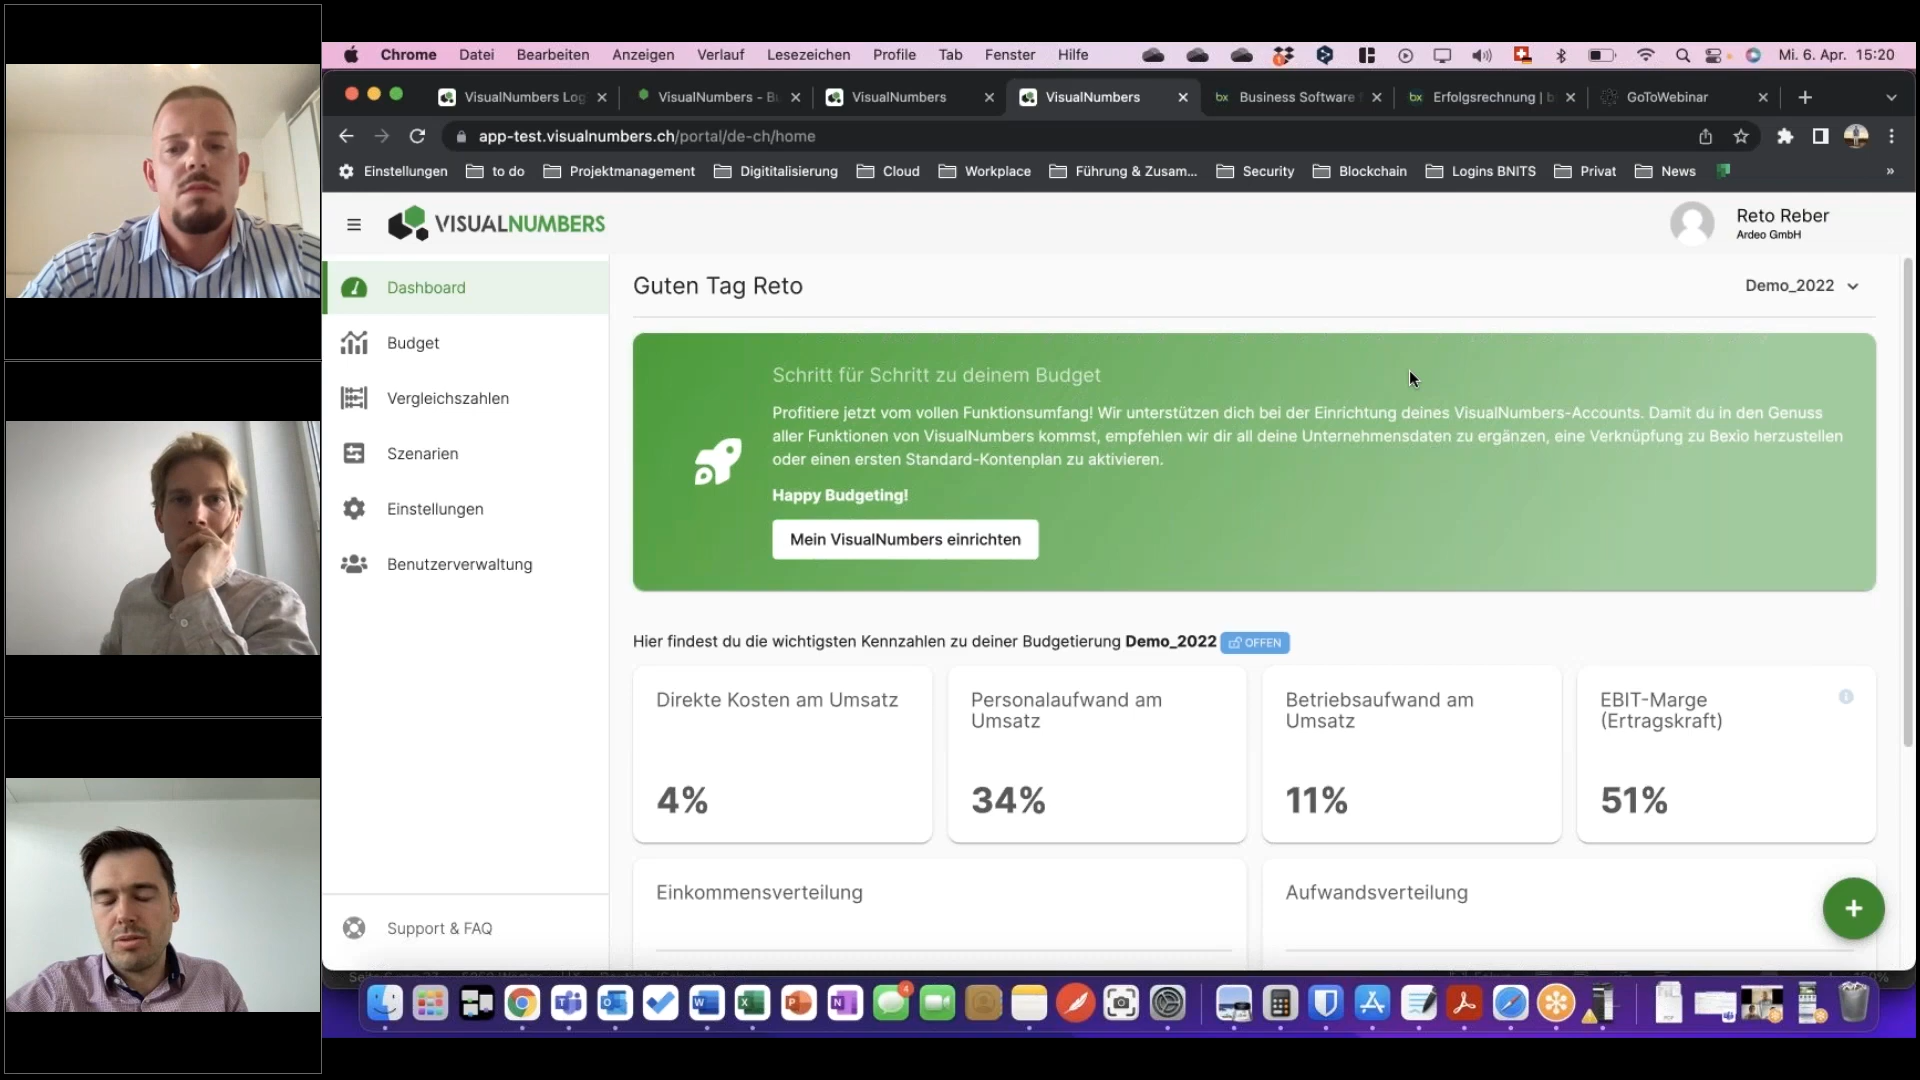 Chrome Datei Bearbeiten Anzeigen Verlauf Lesezeichen Profile Tab Fenster Hilfe Mi. 6. Apr. 15:20
VisualNumbers Log VisualNumbers - Bu VisualNumbers VisualNumbers Business Software f Erfolgsrechnung | b GoToWebinar
app-test.visualnumbers.ch/portal/de-ch/home
Einstellungen to do Projektmanagement Digititalisierung Cloud Workplace Führung & Zusam... Security Blockchain Logins BNITS Privat News »
VISUALNUMBERS
Reto Reber
Ardeo GmbH
Dashboard
Budget
Vergleichszahlen
Szenarien
Einstellungen
Benutzerverwaltung
Support & FAQ
Guten Tag Reto
Demo_2022
Schritt für Schritt zu deinem Budget
Profitiere jetzt vom vollen Funktionsumfang! Wir unterstützen dich bei der Einrichtung deines VisualNumbers-Accounts. Damit du in den Genuss
aller Funktionen von VisualNumbers kommst, empfehlen wir dir all deine Unternehmensdaten zu ergänzen, eine Verknüpfung zu Bexio herzustellen
oder einen ersten Standard-Kontenplan zu aktivieren.
Happy Budgeting!
Mein VisualNumbers einrichten
Hier findest du die wichtigsten Kennzahlen zu deiner Budgetierung Demo_2022 OFFEN
Direkte Kosten am Umsatz
4%
Personalaufwand am
Umsatz
34%
Betriebsaufwand am
Umsatz
11%
EBIT-Marge
(Ertragskraft)
51%
Einkommensverteilung
Aufwandsverteilung
+
4